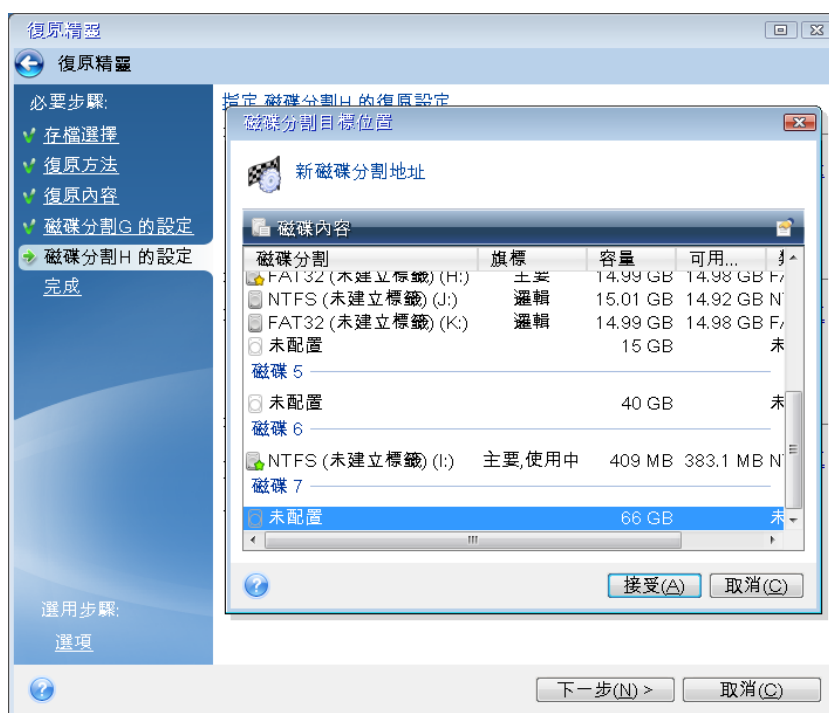 復原精靈
復原精靈
必要步驟:
存檔選擇
復原方法
復原內容
磁碟分割G 的設定
磁碟分割H 的設定
完成
選用步驟:
選項
指定 磁碟分割H 的復原設定
磁碟分割目標位置
新磁碟分割地址
磁碟內容
磁碟分割 旗標 容量 可用...
FAT32 (未建立標籤) (H:) 主要 14.99 GB 14.98 GB
NTFS (未建立標籤) (J:) 邏輯 15.01 GB 14.92 GB
FAT32 (未建立標籤) (K:) 邏輯 14.99 GB 14.98 GB
未配置 15 GB 未
磁碟 5
未配置 40 GB 未
磁碟 6
NTFS (未建立標籤) (I:) 主要,使用中 409 MB 383.1 MB
磁碟 7
未配置 66 GB 未
接受(A) 取消(C)
下一步(N) > 取消(C)